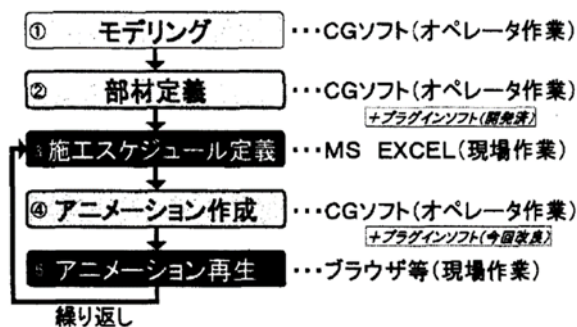 ① モデリング ･･･CGソフト(オペレータ作業)
② 部材定義 ･･･CGソフト(オペレータ作業)
+プラグインソフト(開発済)
3 施工スケジュール定義 ･･･MS EXCEL(現場作業)
④ アニメーション作成 ･･･CGソフト(オペレータ作業)
+プラグインソフト(今回改良)
5 アニメーション再生 ･･･ブラウザ等(現場作業)
繰り返し